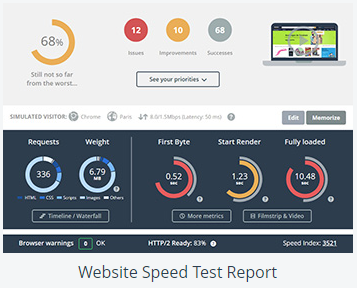 68%
Still not so far
from the worst...
12
Issues
10
Improvements
68
Successes
See your priorities
SIMULATED VISITOR: Chrome Paris 8.0/1.5Mbps (Latency: 50 ms)
Edit
Memorize
Requests
Weight
First Byte
Start Render
Fully loaded
336
6.79
MB
0.52
sec
1.23
sec
10.48
sec
HTML CSS Scripts Images Others
Timeline / Waterfall
More metrics
Filmstrip & Video
Browser warnings 0 OK
HTTP/2 Ready: 83%
Speed Index: 3521
Website Speed Test Report